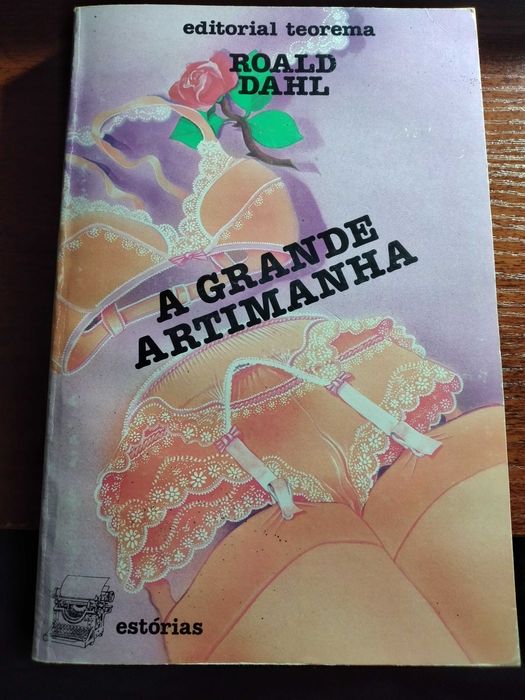 editorial teorema
ROALD
DAHL
A GRANDE
ARTIMANHA
estórias